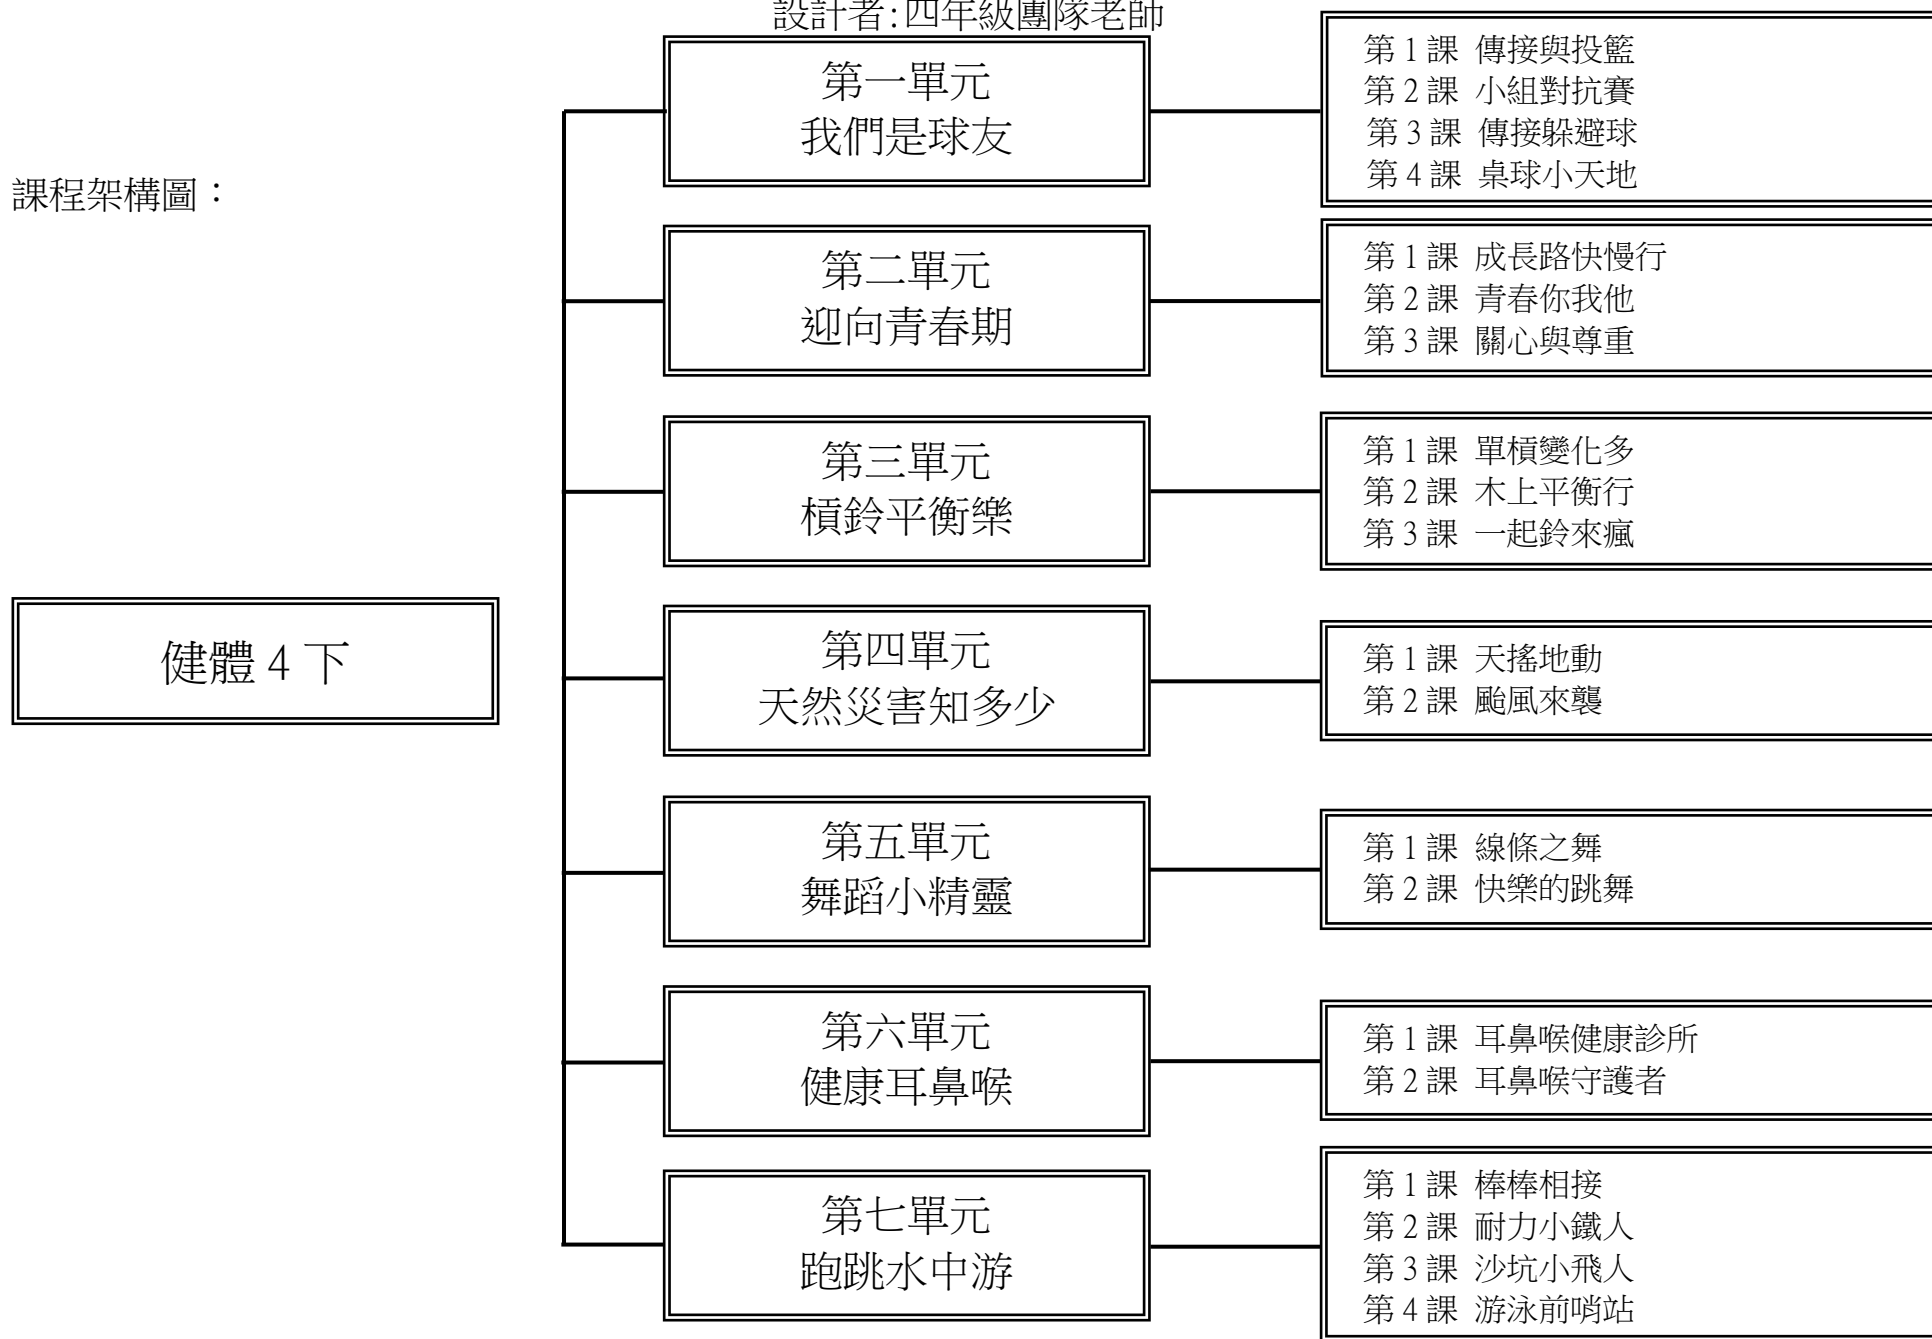 設計者:四年級團隊老師
課程架構圖：
健體 4 下
第一單元
我們是球友
第 1 課 傳接與投籃
第 2 課 小組對抗賽
第 3 課 傳接躲避球
第 4 課 桌球小天地
第二單元
迎向青春期
第 1 課 成長路快慢行
第 2 課 青春你我他
第 3 課 關心與尊重
第三單元
槓鈴平衡樂
第 1 課 單槓變化多
第 2 課 木上平衡行
第 3 課 一起鈴來瘋
第四單元
天然災害知多少
第 1 課 天搖地動
第 2 課 颱風來襲
第五單元
舞蹈小精靈
第 1 課 線條之舞
第 2 課 快樂的跳舞
第六單元
健康耳鼻喉
第 1 課 耳鼻喉健康診所
第 2 課 耳鼻喉守護者
第七單元
跑跳水中游
第 1 課 棒棒相接
第 2 課 耐力小鐵人
第 3 課 沙坑小飛人
第 4 課 游泳前哨站